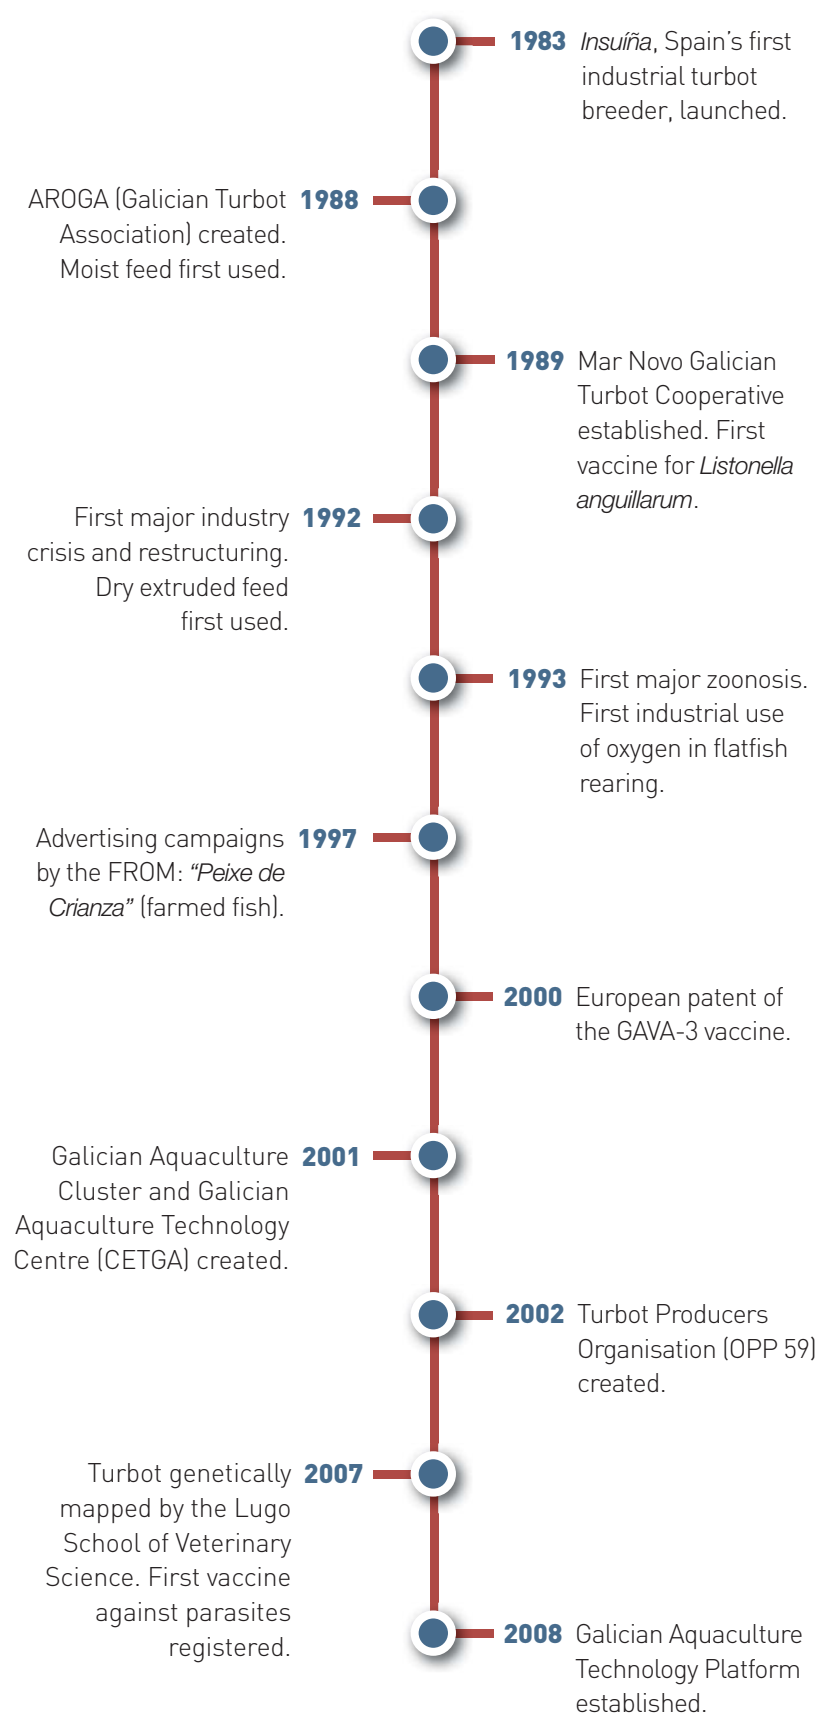 1983 Insuíña, Spain’s first
industrial turbot
breeder, launched.
AROGA (Galician Turbot 1988
Association) created.
Moist feed first used.
1989 Mar Novo Galician
Turbot Cooperative
established. First
vaccine for Listonella
anguillarum.
First major industry 1992
crisis and restructuring.
Dry extruded feed
first used.
1993 First major zoonosis.
First industrial use
of oxygen in flatfish
rearing.
Advertising campaigns 1997
by the FROM: “Peixe de
Crianza” (farmed fish).
2000 European patent of
the GAVA-3 vaccine.
Galician Aquaculture 2001
Cluster and Galician
Aquaculture Technology
Centre (CETGA) created.
2002 Turbot Producers
Organisation (OPP 59)
created.
Turbot genetically 2007
mapped by the Lugo
School of Veterinary
Science. First vaccine
against parasites
registered.
2008 Galician Aquaculture
Technology Platform
established.